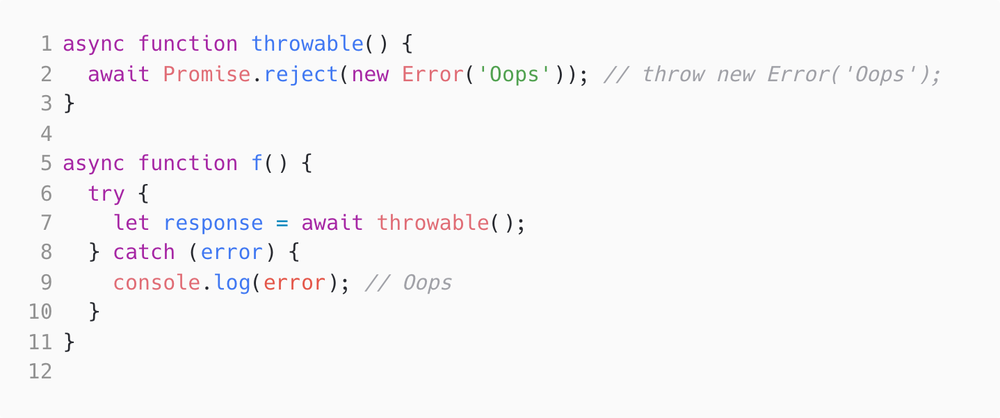 1 async function throwable() {
2   await Promise.reject(new Error('Oops')); // throw new Error('Oops');
3 }
4
5 async function f() {
6   try {
7     let response = await throwable();
8   } catch (error) {
9     console.log(error); // Oops
10   }
11 }
12